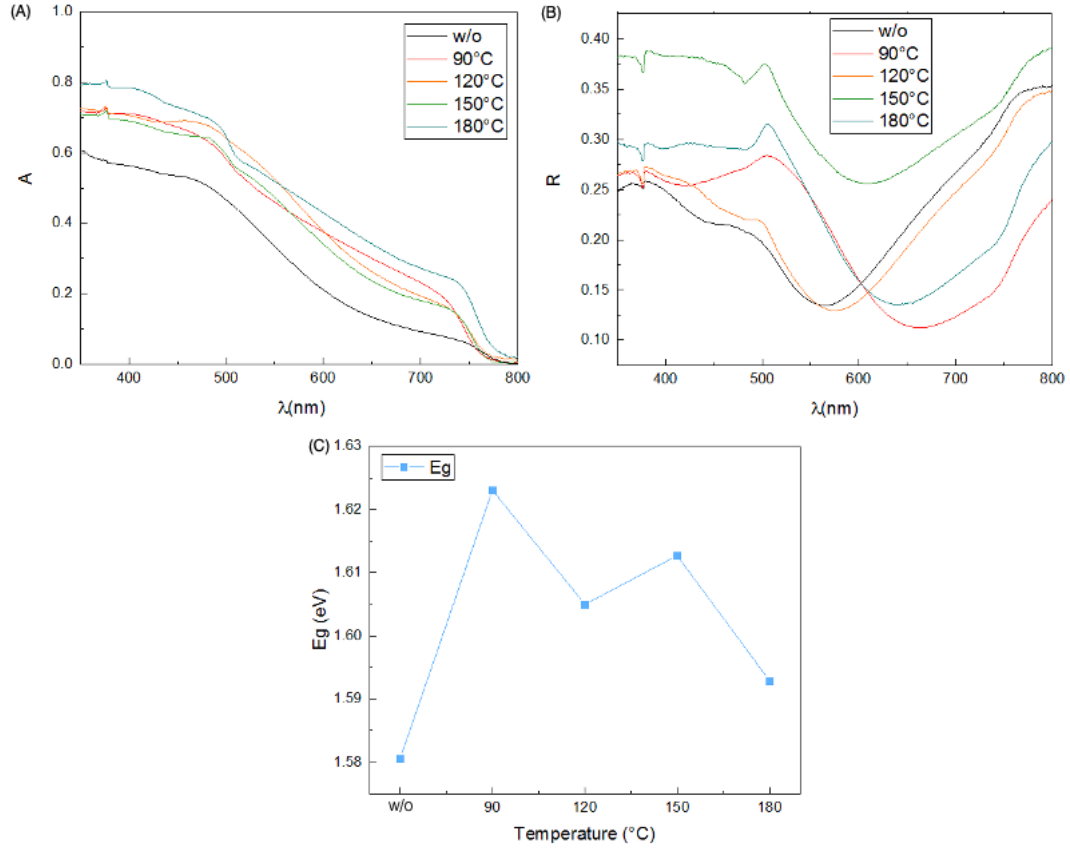 (A)
1.0
0.8
0.6
0.4
0.2
0.0
A
w/o
90°C
120°C
150°C
180°C
400
500
600
700
800
λ(nm)
(B)
0.40
0.35
0.30
0.25
0.20
0.15
0.10
R
w/o
90°C
120°C
150°C
180°C
400
500
600
700
800
λ(nm)
(C)
1.63
1.62
1.61
1.60
1.59
1.58
Eg (eV)
Eg
w/o
90
120
150
180
Temperature (°C)